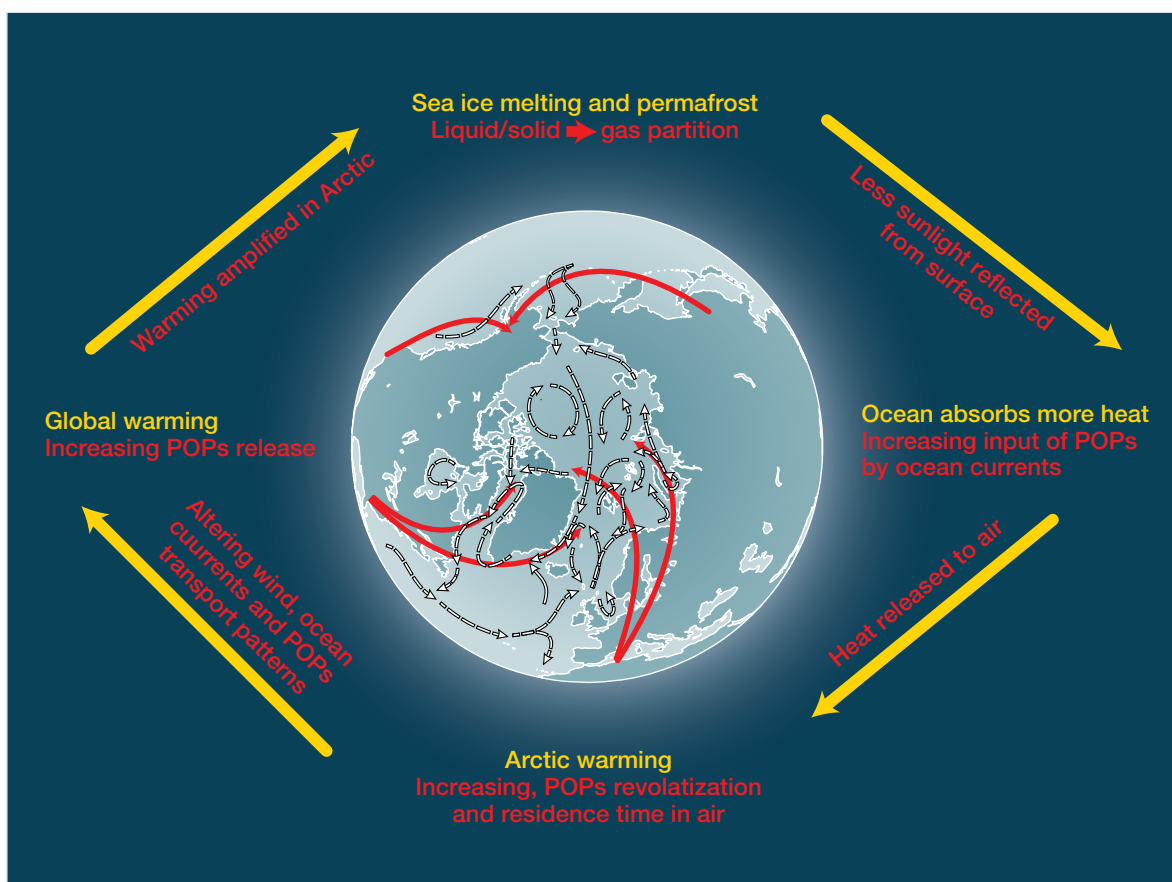 Sea ice melting and permafrost
Liquid/solid ➡ gas partition
Warming amplified in Arctic
Less sunlight reflected
from surface
Global warming
Increasing POPs release
Ocean absorbs more heat
Increasing input of POPs
by ocean currents
Altering wind, ocean
cuurrents and POPs
transport patterns
Heat released to air
Arctic warming
Increasing, POPs revolatization
and residence time in air